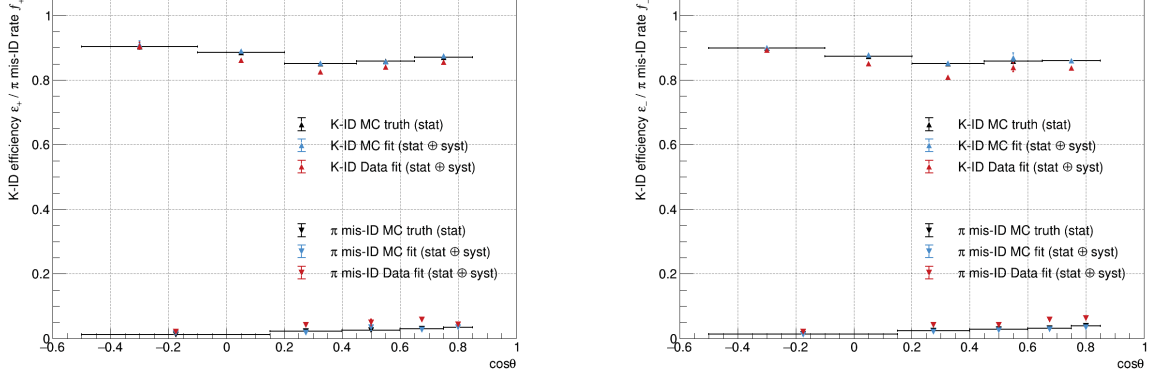 K-ID efficiency ε₊ / π mis-ID rate f₊
1
0.8
0.6
0.4
0.2
0
−0.6 −0.4 −0.2 0 0.2 0.4 0.6 0.8 1
cosθ
K-ID MC truth (stat)
K-ID MC fit (stat ⊕ syst)
K-ID Data fit (stat ⊕ syst)
π mis-ID MC truth (stat)
π mis-ID MC fit (stat ⊕ syst)
π mis-ID Data fit (stat ⊕ syst)
K-ID efficiency ε₋ / π mis-ID rate f₋
1
0.8
0.6
0.4
0.2
0
−0.6 −0.4 −0.2 0 0.2 0.4 0.6 0.8 1
cosθ
K-ID MC truth (stat)
K-ID MC fit (stat ⊕ syst)
K-ID Data fit (stat ⊕ syst)
π mis-ID MC truth (stat)
π mis-ID MC fit (stat ⊕ syst)
π mis-ID Data fit (stat ⊕ syst)